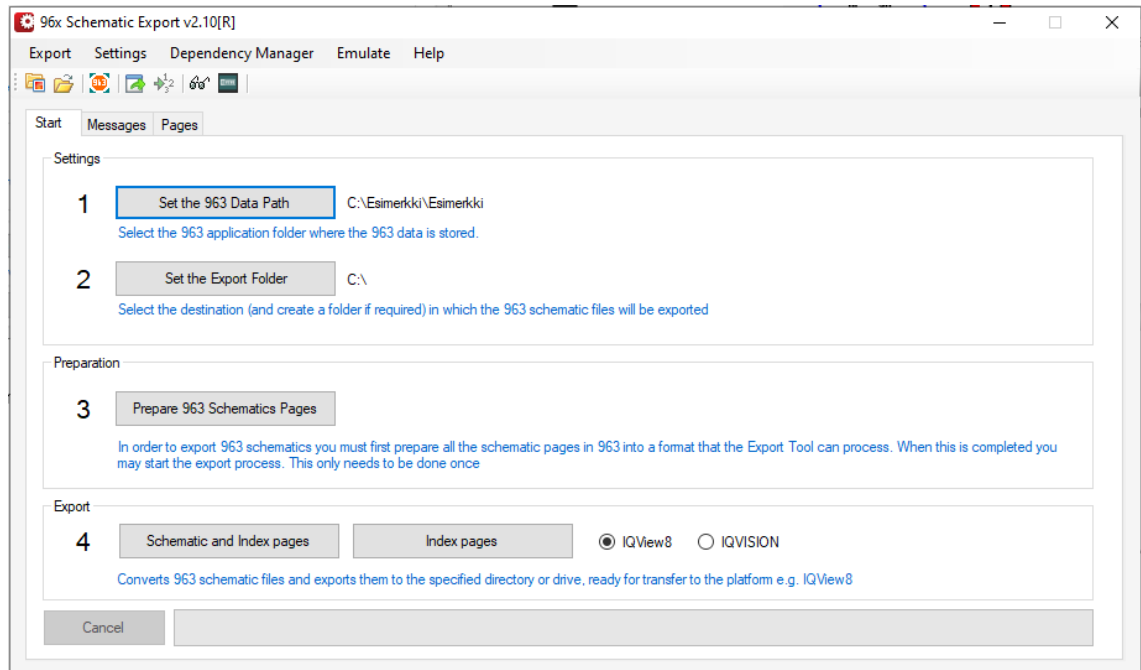 96x Schematic Export v2.10[R]
Export Settings Dependency Manager Emulate Help
Start Messages Pages
Settings
1 Set the 963 Data Path C:\Esimerkki\Esimerkki
Select the 963 application folder where the 963 data is stored.
2 Set the Export Folder C:\
Select the destination (and create a folder if required) in which the 963 schematic files will be exported
Preparation
3 Prepare 963 Schematics Pages
In order to export 963 schematics you must first prepare all the schematic pages in 963 into a format that the Export Tool can process. When this is completed you
may start the export process. This only needs to be done once
Export
4 Schematic and Index pages Index pages IQView8 IQVISION
Converts 963 schematic files and exports them to the specified directory or drive, ready for transfer to the platform e.g. IQView8
Cancel